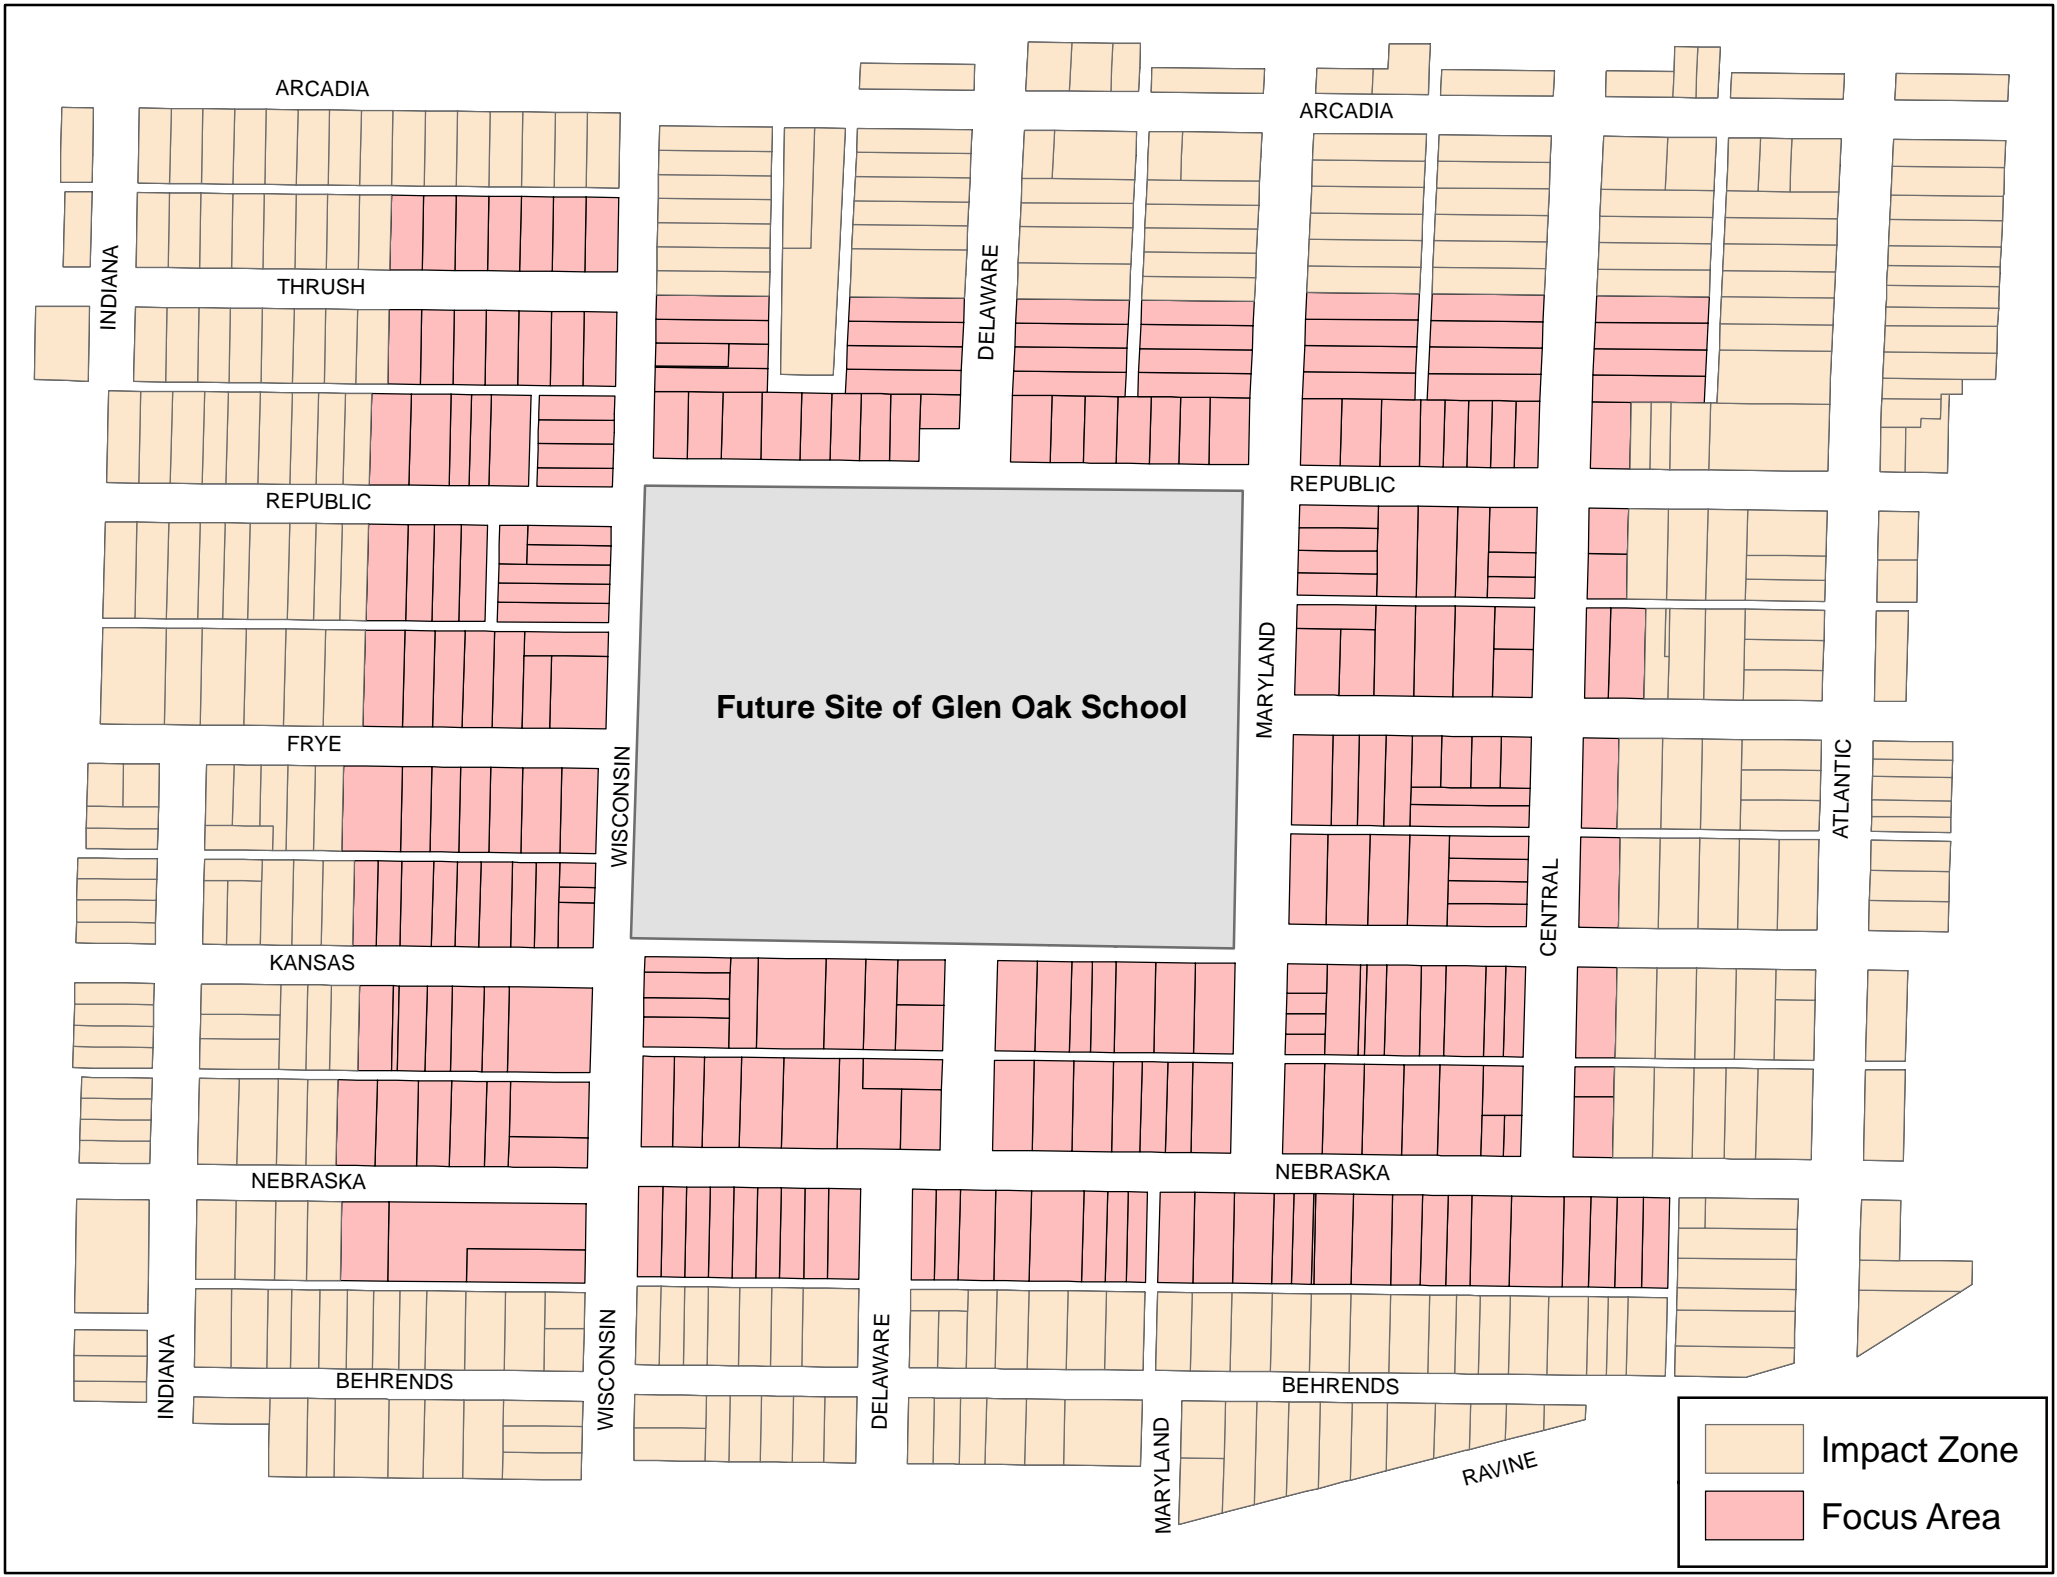 ARCADIA
ARCADIA
INDIANA
THRUSH
DELAWARE
REPUBLIC
REPUBLIC
MARYLAND
Future Site of Glen Oak School
FRYE
WISCONSIN
ATLANTIC
CENTRAL
KANSAS
NEBRASKA
NEBRASKA
INDIANA
WISCONSIN
DELAWARE
BEHRENDS
BEHRENDS
MARYLAND
RAVINE
Impact Zone
Focus Area